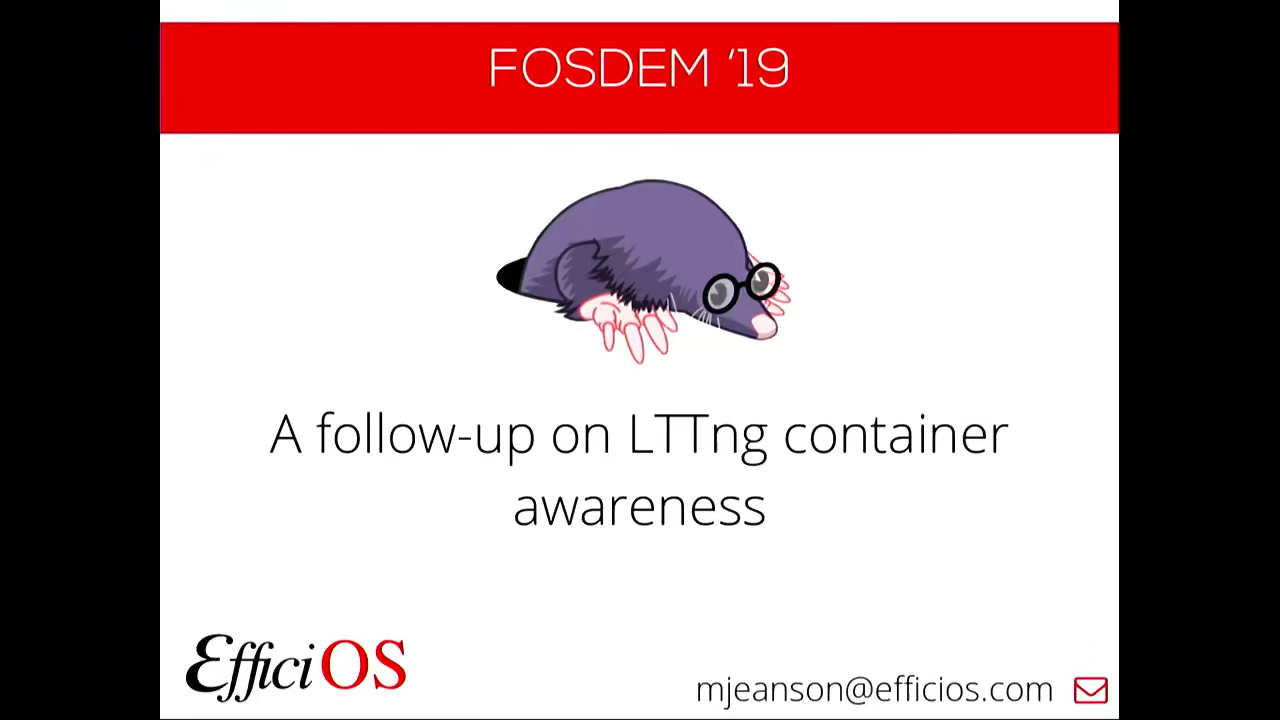 FOSDEM '19
A follow-up on LTTng container
awareness
EfficiOS
mjeanson@efficios.com